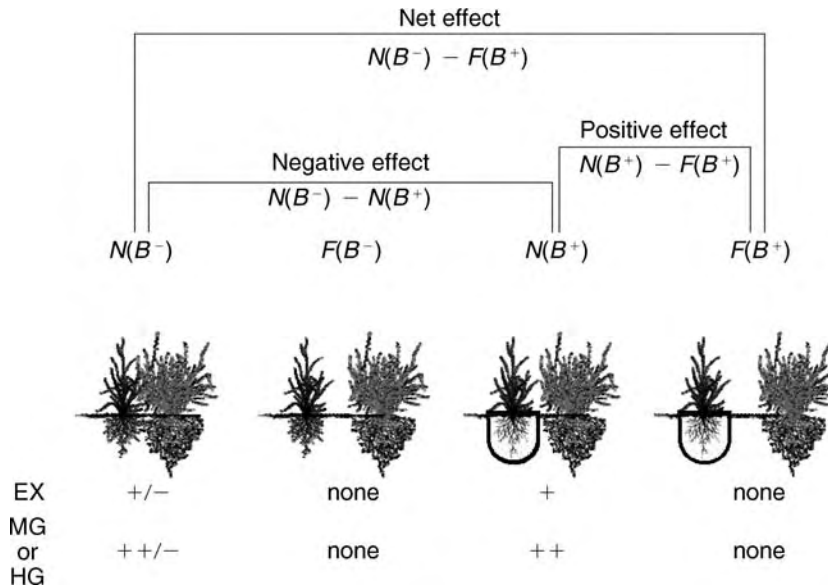 Net effect
N(B⁻) − F(B⁺)
Positive effect
N(B⁺) − F(B⁺)
Negative effect
N(B⁻) − N(B⁺)
N(B⁻) F(B⁻) N(B⁺) F(B⁺)
EX +/− none + none
MG
or ++/− none ++ none
HG